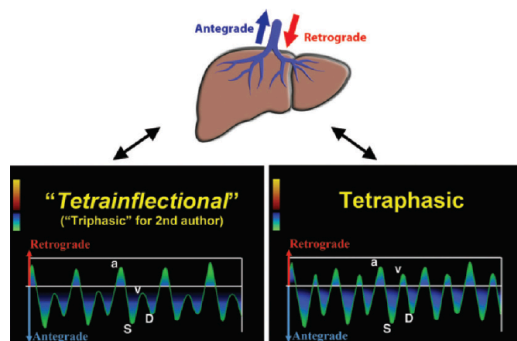 Antegrade
Retrograde
“Tetrainflectional”
(“Triphasic” for 2nd author)
Retrograde
a
v
S
D
Antegrade
Tetraphasic
Retrograde
a
v
S
D
Antegrade